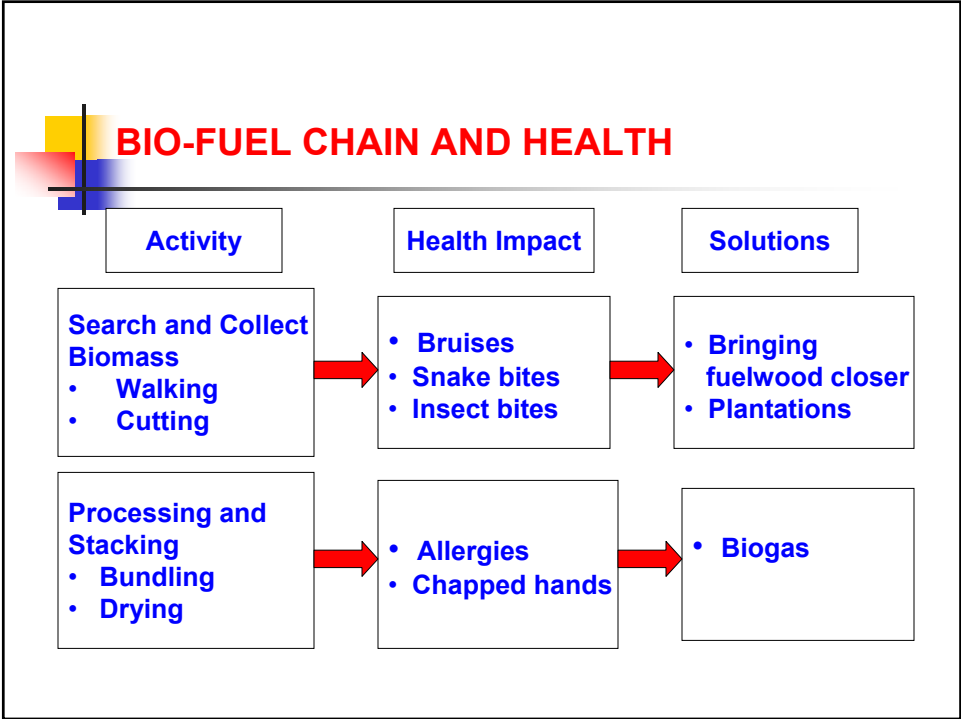 BIO-FUEL CHAIN AND HEALTH
Activity
Health Impact
Solutions
Search and Collect
Biomass
• Walking
• Cutting
• Bruises
• Snake bites
• Insect bites
• Bringing
fuelwood closer
• Plantations
Processing and
Stacking
• Bundling
• Drying
• Allergies
• Chapped hands
• Biogas